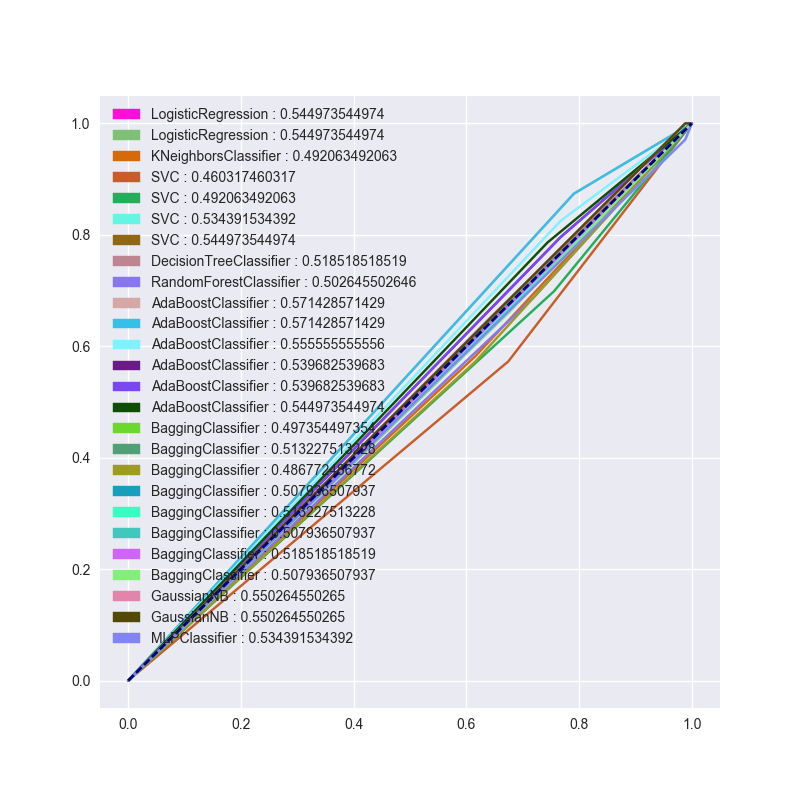 LogisticRegression : 0.544973544974
LogisticRegression : 0.544973544974
KNeighborsClassifier : 0.492063492063
SVC : 0.460317460317
SVC : 0.492063492063
SVC : 0.534391534392
SVC : 0.544973544974
DecisionTreeClassifier : 0.518518518519
RandomForestClassifier : 0.502645502646
AdaBoostClassifier : 0.571428571429
AdaBoostClassifier : 0.571428571429
AdaBoostClassifier : 0.555555555556
AdaBoostClassifier : 0.539682539683
AdaBoostClassifier : 0.539682539683
AdaBoostClassifier : 0.544973544974
BaggingClassifier : 0.497354497354
BaggingClassifier : 0.513227513228
BaggingClassifier : 0.486772486772
BaggingClassifier : 0.507936507937
BaggingClassifier : 0.513227513228
BaggingClassifier : 0.507936507937
BaggingClassifier : 0.518518518519
BaggingClassifier : 0.507936507937
GaussianNB : 0.550264550265
GaussianNB : 0.550264550265
MLPClassifier : 0.534391534392
1.0
0.8
0.6
0.4
0.2
0.0
0.0 0.2 0.4 0.6 0.8 1.0